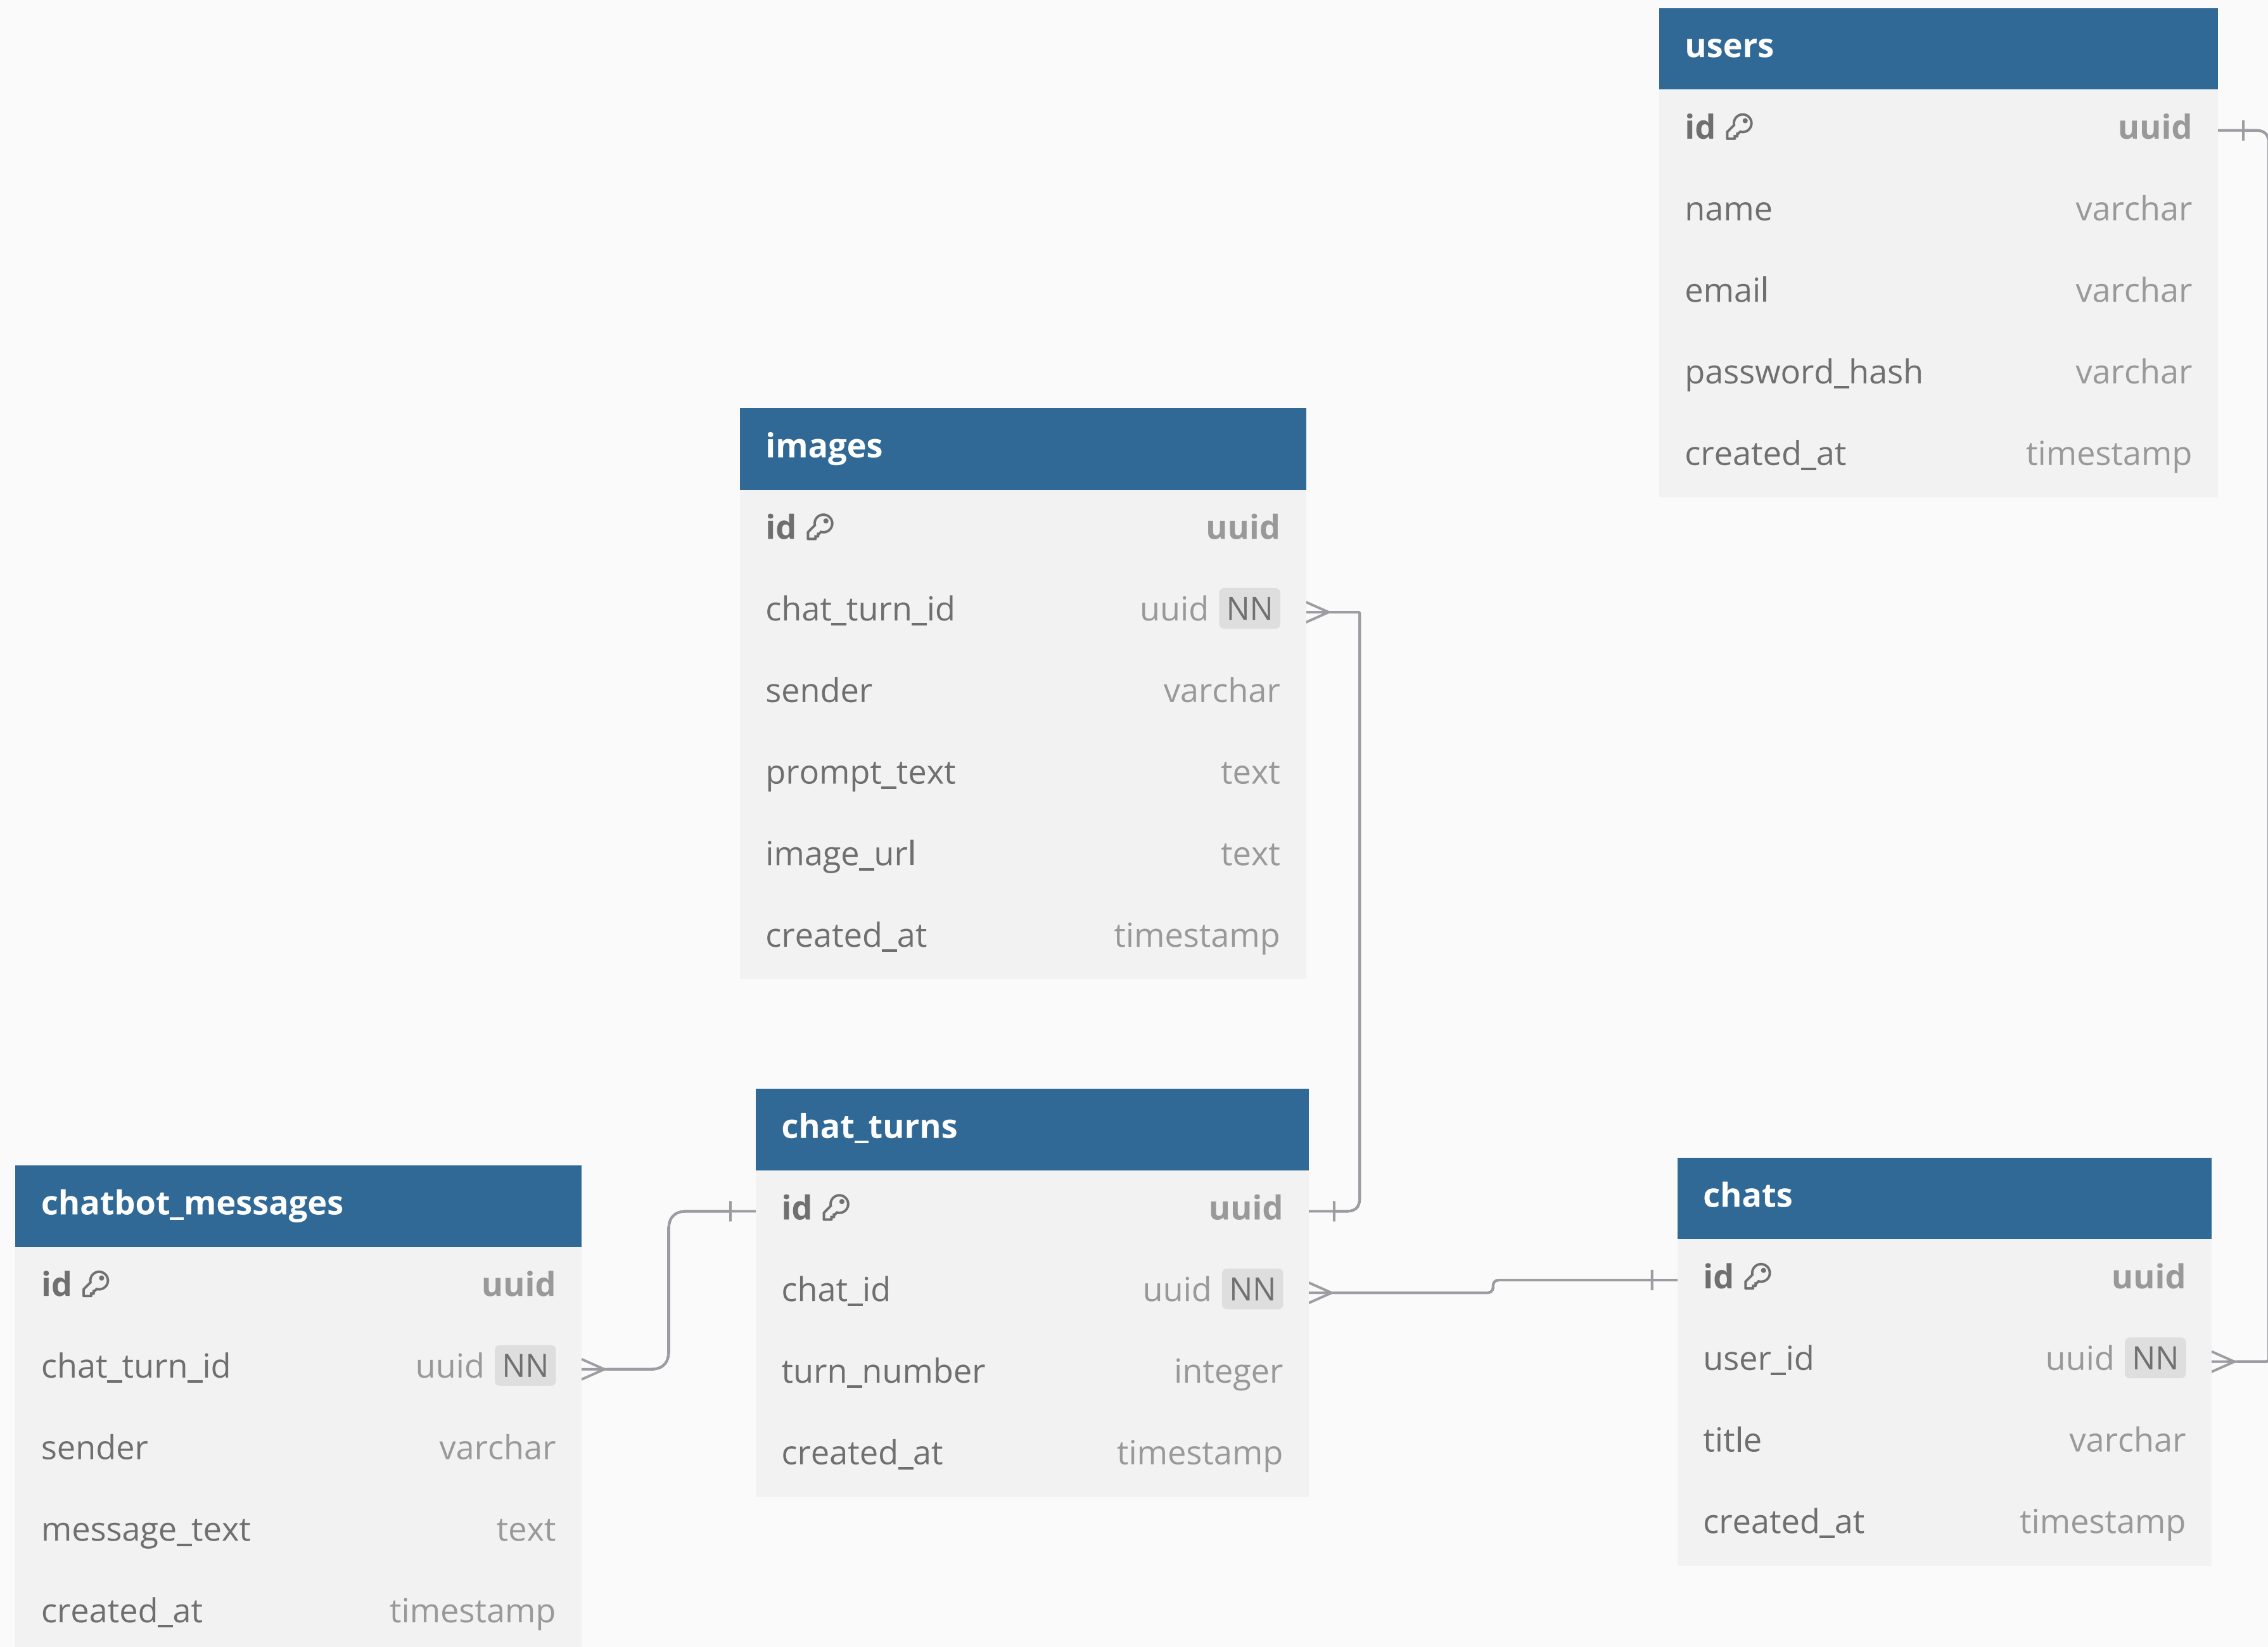 users
id uuid
name varchar
email varchar
password_hash varchar
created_at timestamp
images
id uuid
chat_turn_id uuid NN
sender varchar
prompt_text text
image_url text
created_at timestamp
chat_turns
id uuid
chat_id uuid NN
turn_number integer
created_at timestamp
chatbot_messages
id uuid
chat_turn_id uuid NN
sender varchar
message_text text
created_at timestamp
chats
id uuid
user_id uuid NN
title varchar
created_at timestamp